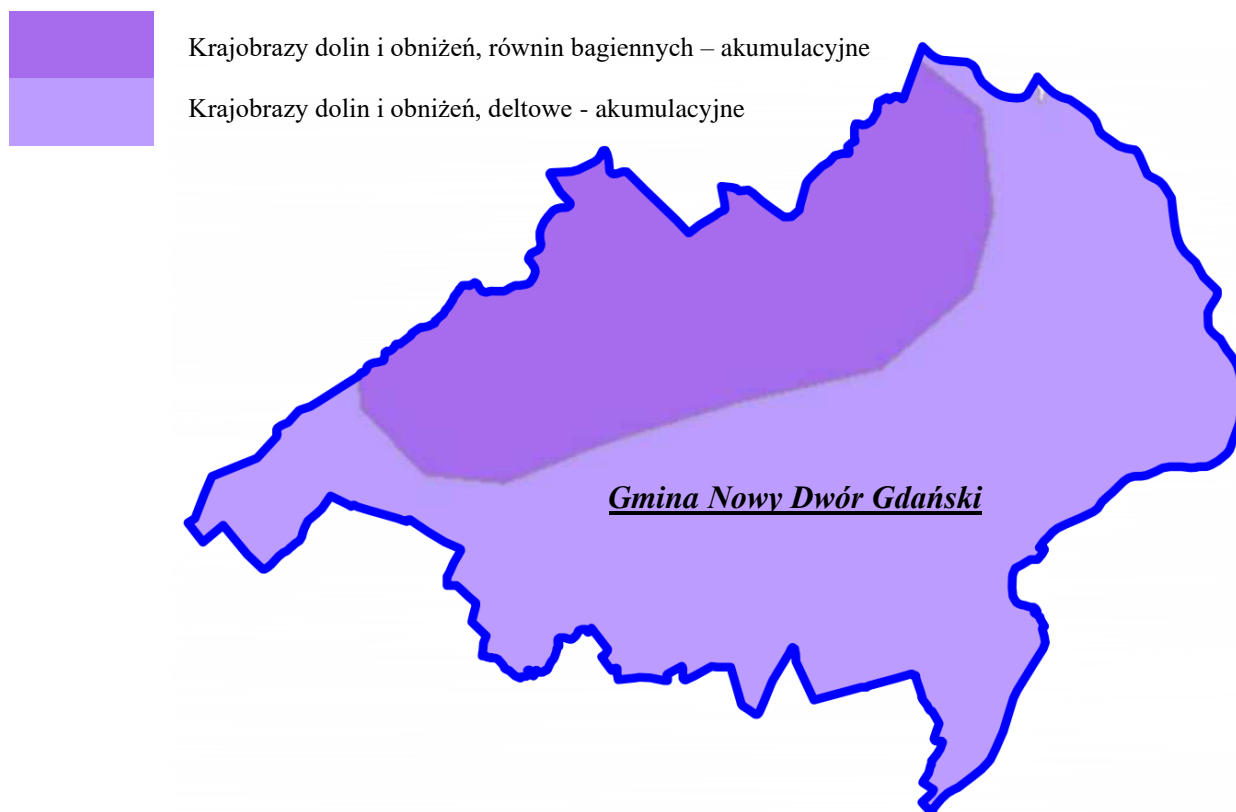 Krajobrazy dolin i obniżeń, równin bagiennych – akumulacyjne
Krajobrazy dolin i obniżeń, deltowe - akumulacyjne
Gmina Nowy Dwór Gdański